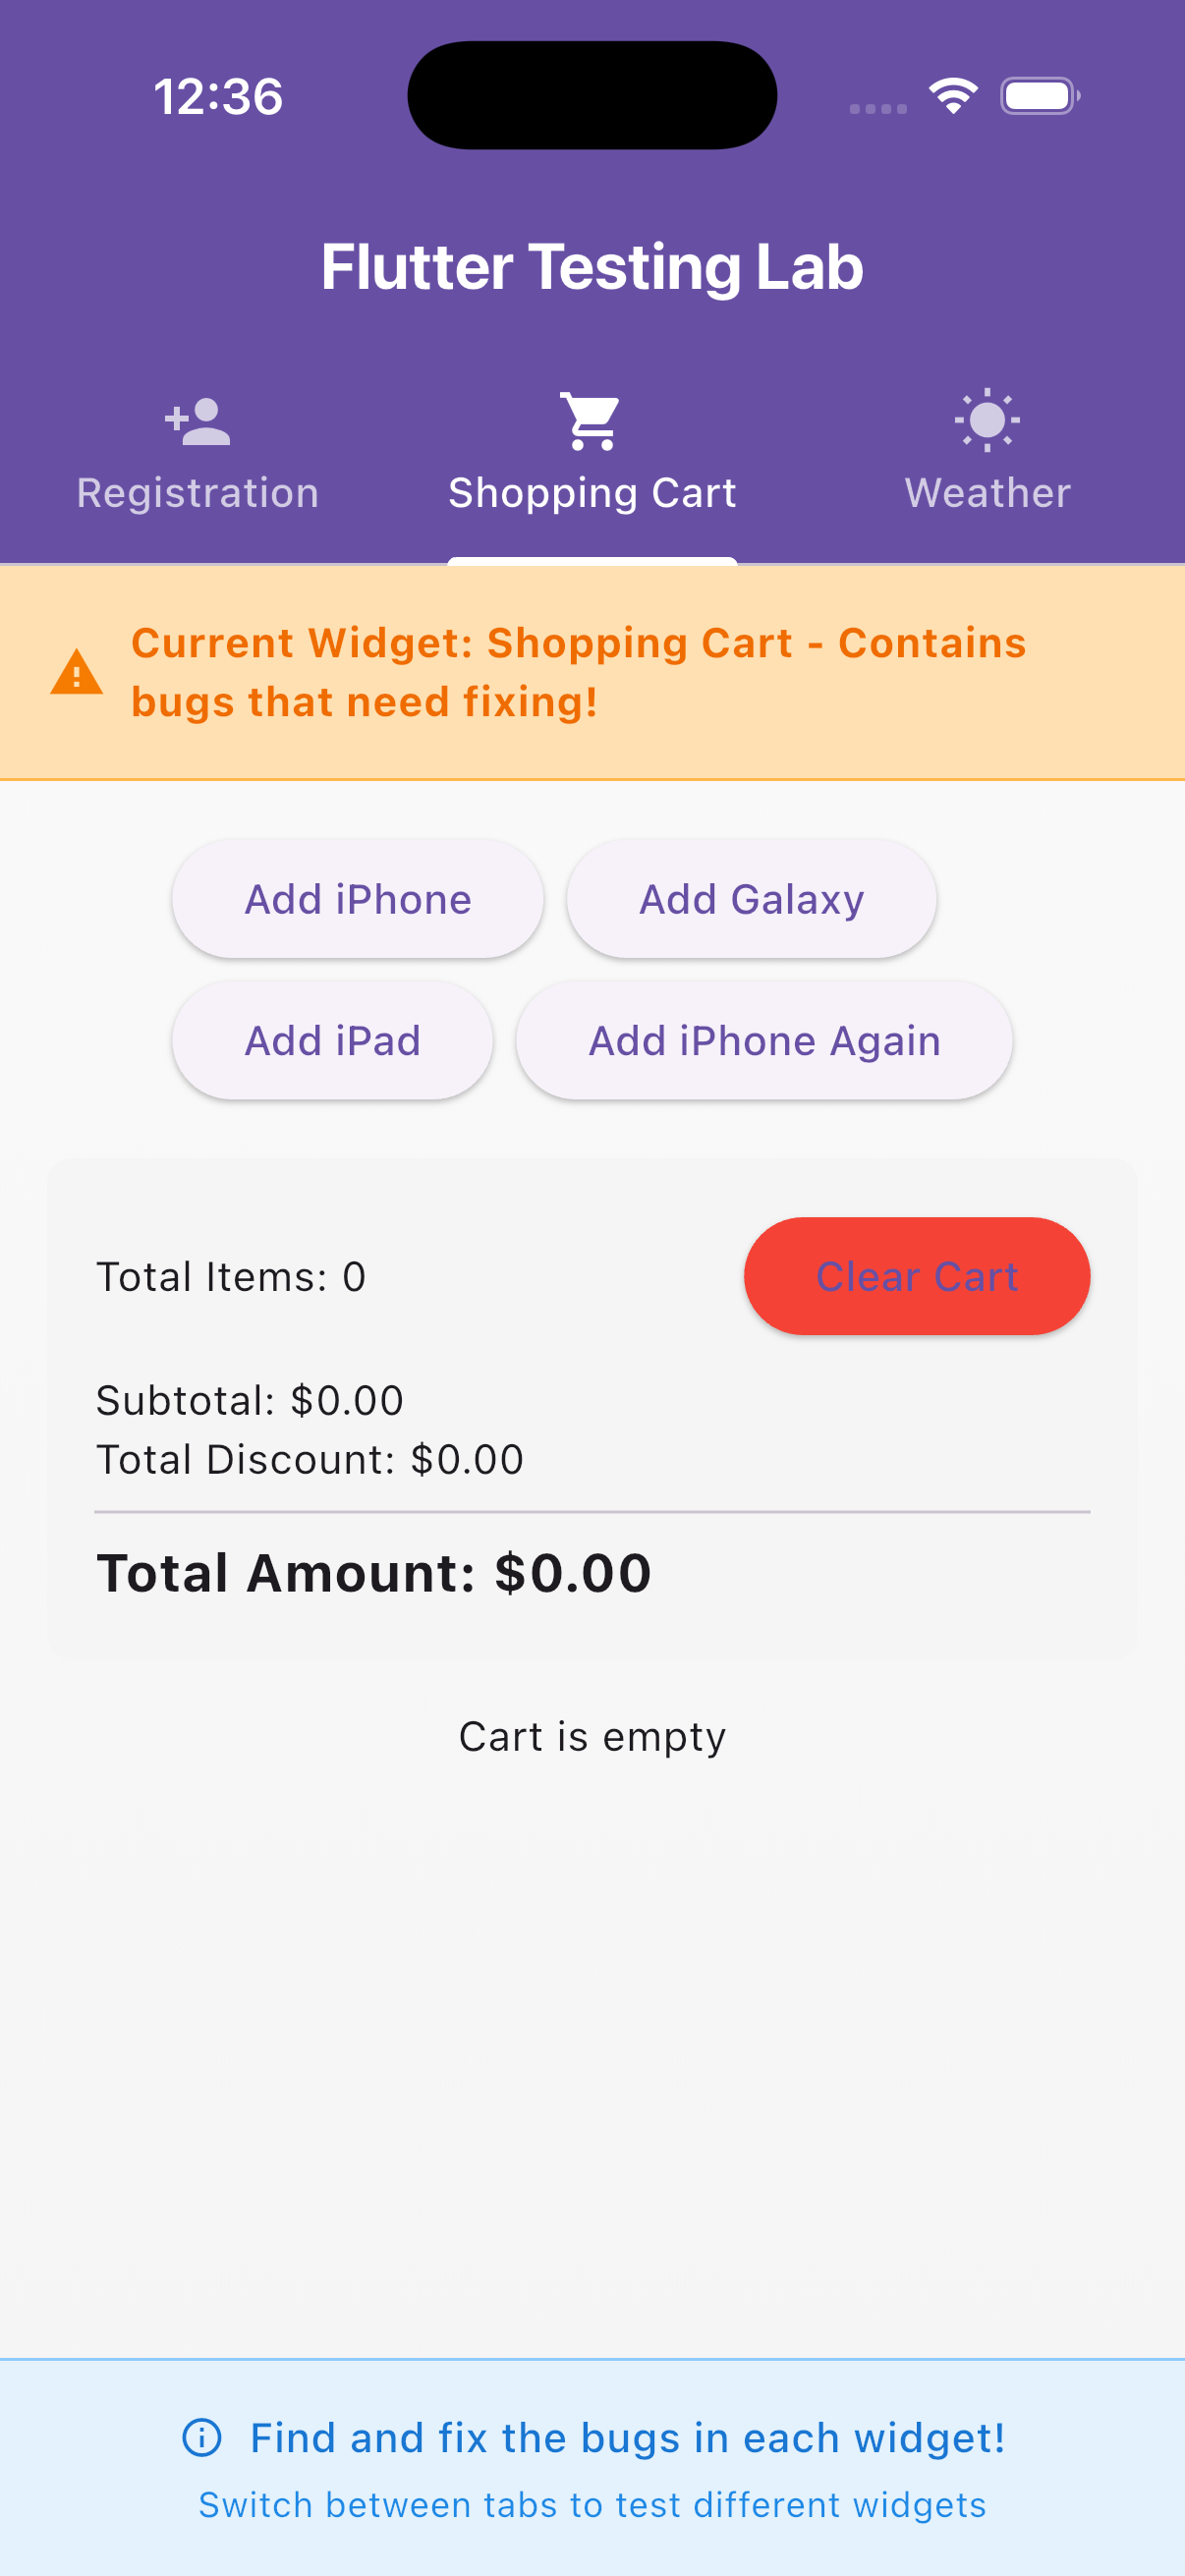 12:36
Flutter Testing Lab
Registration
Shopping Cart
Weather
Current Widget: Shopping Cart - Contains
bugs that need fixing!
Add iPhone
Add Galaxy
Add iPad
Add iPhone Again
Total Items: 0
Clear Cart
Subtotal: $0.00
Total Discount: $0.00
Total Amount: $0.00
Cart is empty
Find and fix the bugs in each widget!
Switch between tabs to test different widgets